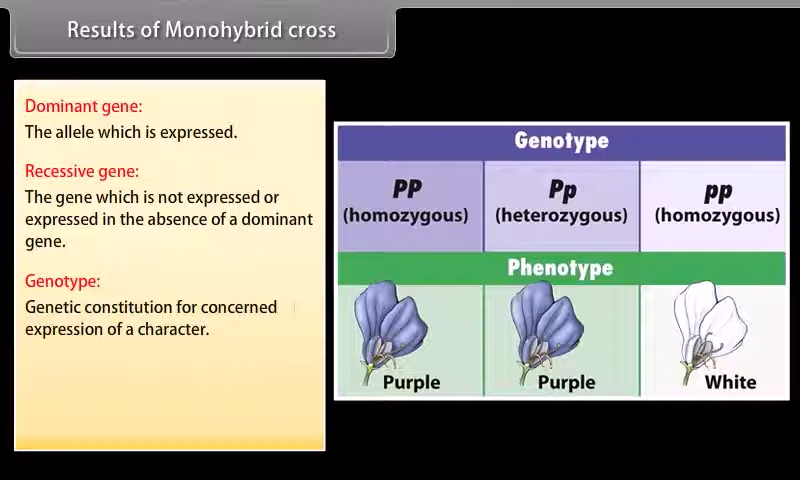 Results of Monohybrid cross
Dominant gene:
The allele which is expressed.
Recessive gene:
The gene which is not expressed or
expressed in the absence of a dominant
gene.
Genotype:
Genetic constitution for concerned
expression of a character.
Genotype
PP Pp pp
(homozygous) (heterozygous) (homozygous)
Phenotype
Purple Purple White